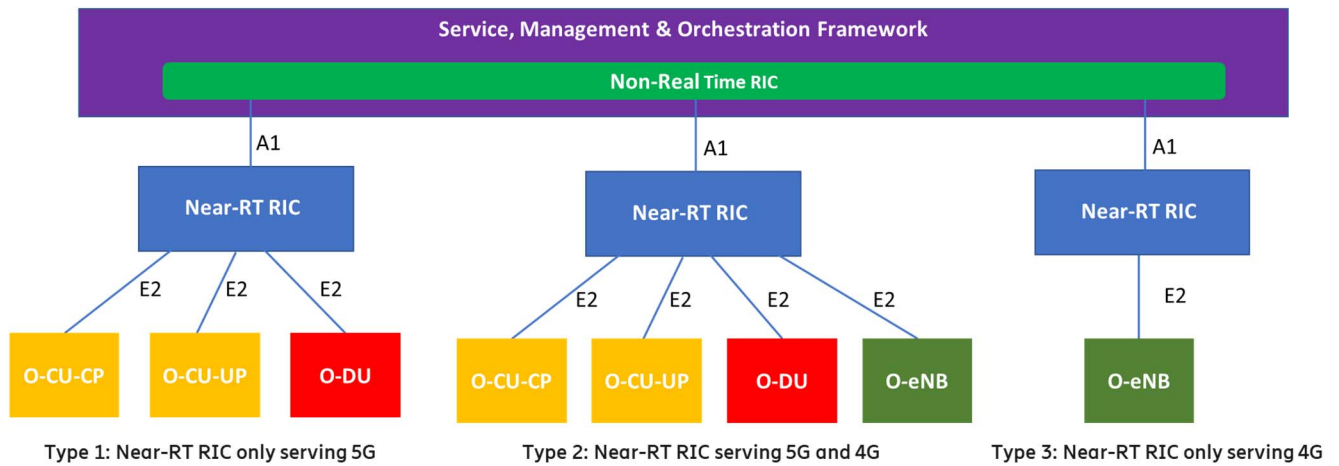 Service, Management & Orchestration Framework
Non-Real Time RIC
A1
A1
A1
Near-RT RIC
Near-RT RIC
Near-RT RIC
E2
E2
E2
E2
E2
E2
E2
E2
O-CU-CP
O-CU-UP
O-DU
O-CU-CP
O-CU-UP
O-DU
O-eNB
O-eNB
Type 1: Near-RT RIC only serving 5G
Type 2: Near-RT RIC serving 5G and 4G
Type 3: Near-RT RIC only serving 4G